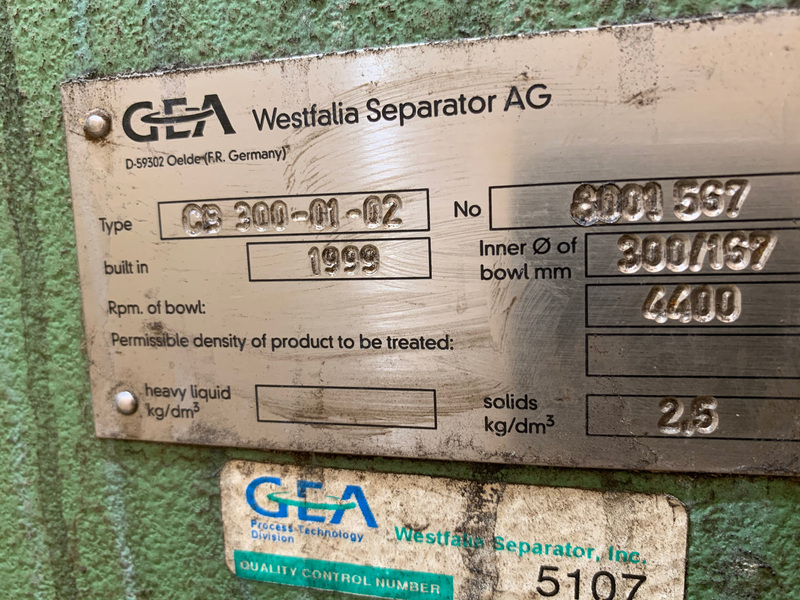 GEA Westfalia Separator AG
D-59302 Oelde (F.R. Germany)
Type CB 300-01-02 No 8001 567
built in 1999 Inner Ø of bowl mm 300/167
Rpm. of bowl: 4400
Permissible density of product to be treated:
heavy liquid kg/dm³ solids kg/dm³ 2,5
GEA
Process Technology
Division
Westfalia Separator, Inc.
QUALITY CONTROL NUMBER 5107